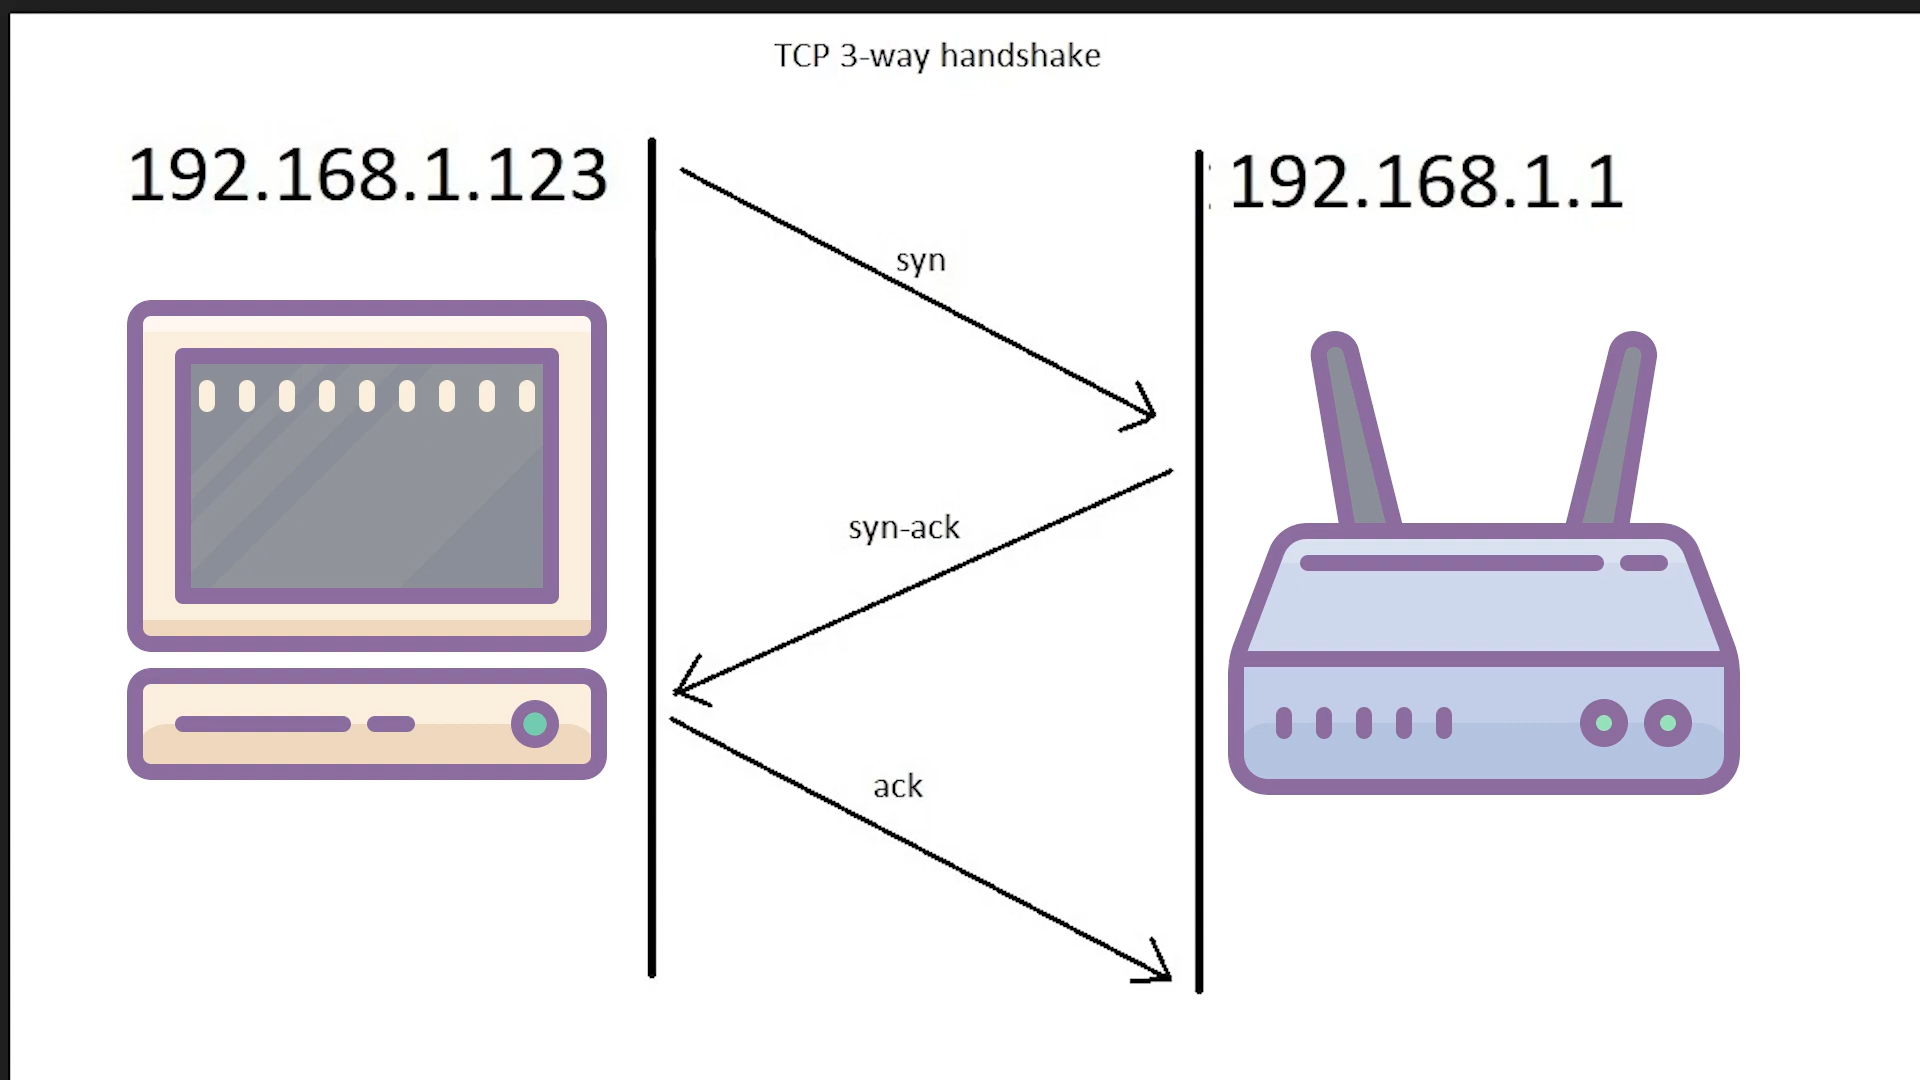 TCP 3-way handshake
192.168.1.123
192.168.1.1
syn
syn-ack
ack